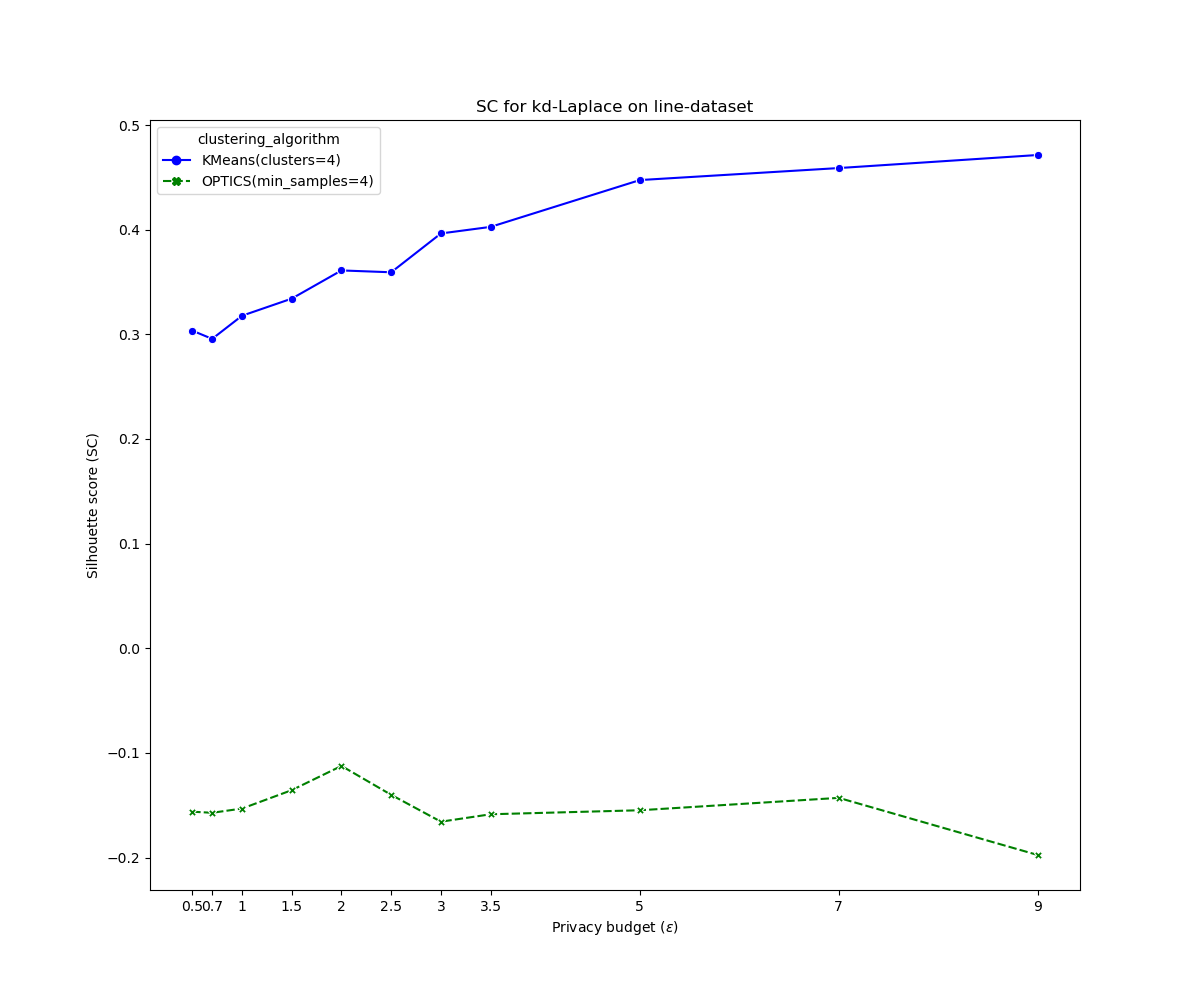 SC for kd-Laplace on line-dataset
clustering_algorithm
KMeans(clusters=4)
OPTICS(min_samples=4)
Silhouette score (SC)
0.5
0.4
0.3
0.2
0.1
0.0
−0.1
−0.2
0.5 0.7 1 1.5 2 2.5 3 3.5 5 7 9
Privacy budget (ε)